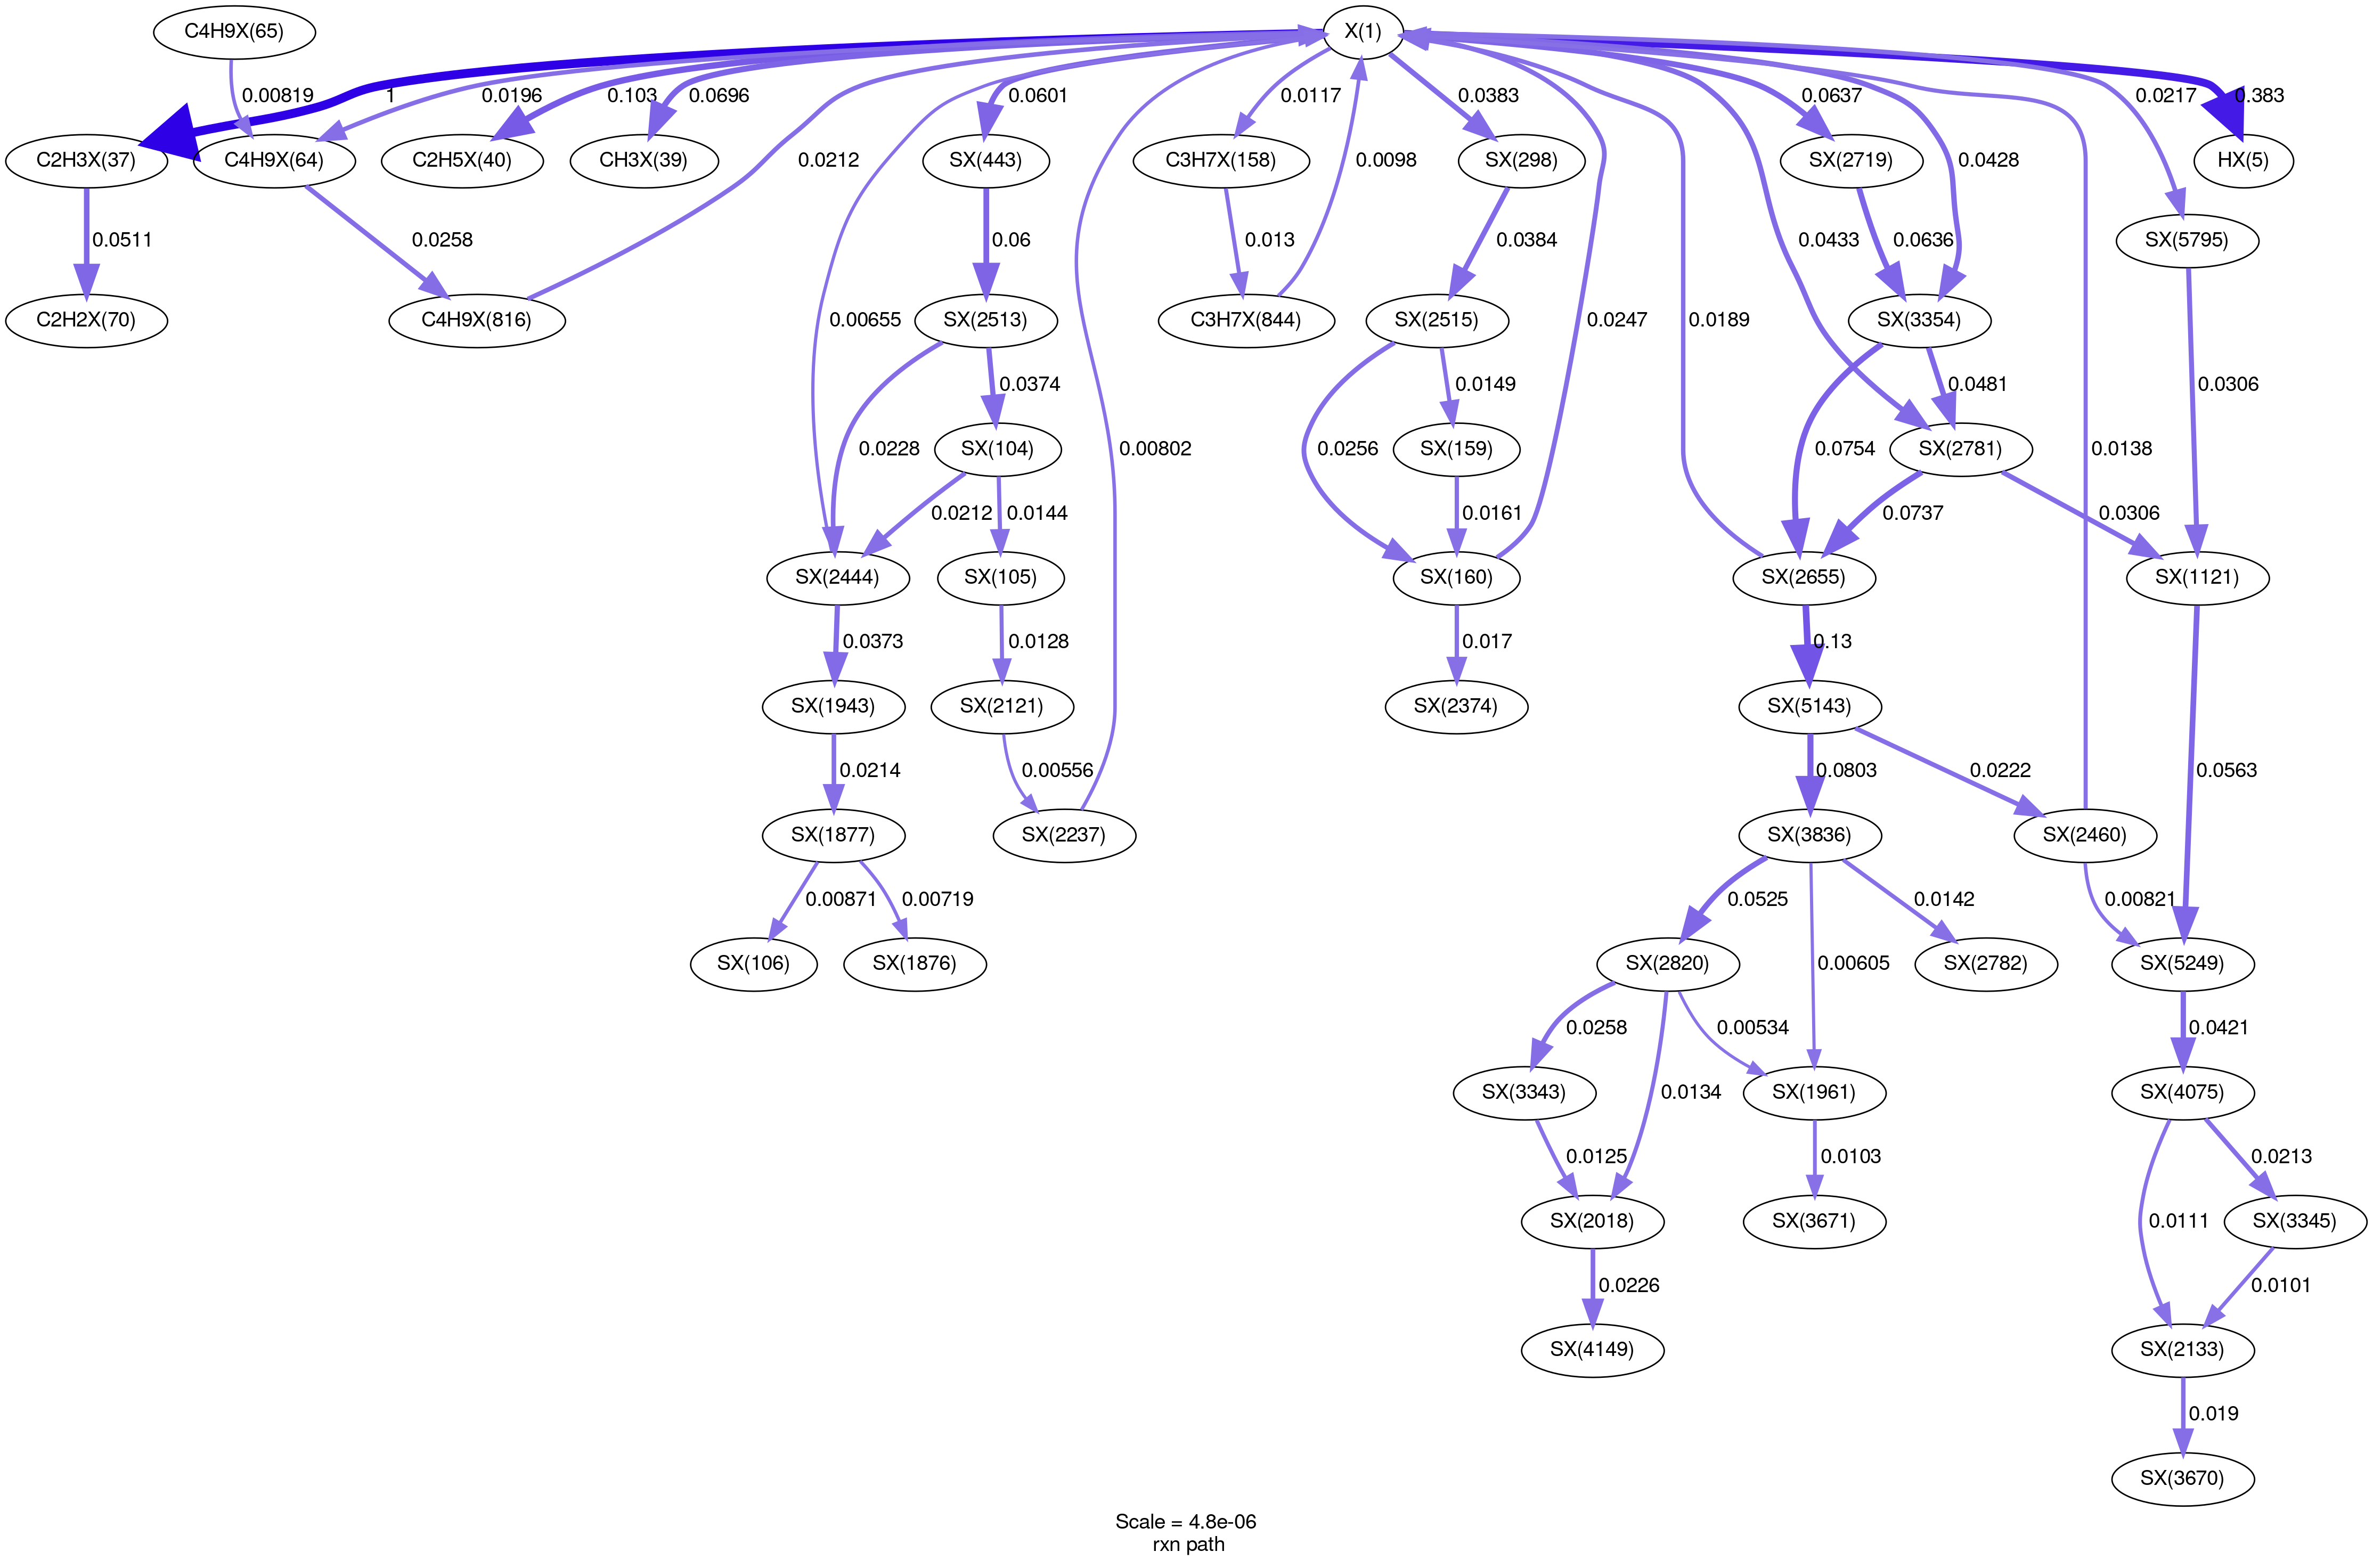 C4H9X(65)
X(1)
0.00819
1
0.0196
0.103
0.0696
0.0601
0.0117
0.0383
0.0637
0.0428
0.0217
0.383
C2H3X(37)
C4H9X(64)
C2H5X(40)
CH3X(39)
SX(443)
C3H7X(158)
SX(298)
SX(2719)
HX(5)
0.0212
0.0098
SX(5795)
0.0511
0.0258
0.06
0.013
0.0384
0.0433
0.0636
C2H2X(70)
C4H9X(816)
0.00655
SX(2513)
C3H7X(844)
SX(2515)
0.0247
0.0189
SX(3354)
0.0306
0.0374
0.0149
0.0481
0.0228
SX(104)
0.00802
0.0256
SX(159)
0.0754
SX(2781)
0.0138
0.0212
0.0144
0.0161
0.0737
0.0306
SX(2444)
SX(105)
SX(160)
SX(2655)
SX(1121)
0.0373
0.0128
0.017
0.13
SX(1943)
SX(2121)
SX(2374)
SX(5143)
0.0214
0.00556
0.0803
0.0222
0.0563
SX(1877)
SX(2237)
SX(3836)
SX(2460)
0.00871
0.00719
0.0525
0.0142
0.00821
SX(106)
SX(1876)
SX(2820)
0.00605
SX(2782)
SX(5249)
0.0258
0.00534
0.0421
SX(3343)
0.0134
SX(1961)
SX(4075)
0.0125
0.0103
0.0213
SX(2018)
SX(3671)
0.0111
SX(3345)
0.0226
0.0101
SX(4149)
SX(2133)
0.019
SX(3670)
Scale = 4.8e-06
rxn path